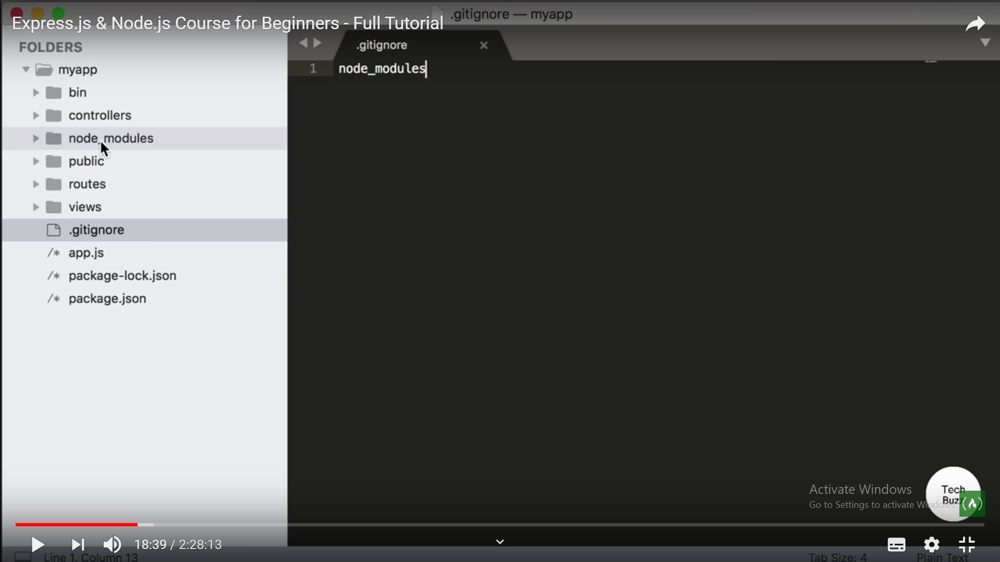 .gitignore — myapp
Express.js & Node.js Course for Beginners - Full Tutorial
FOLDERS
.gitignore
myapp
1 node_modules
bin
controllers
node_modules
public
routes
views
.gitignore
/* app.js
/* package-lock.json
/* package.json
Activate Windows
Go to Settings to activate Windows.
Tech
Buzz
18:39 / 2:28:13
Line 1, Column 13
Tab Size: 4
Plain Text